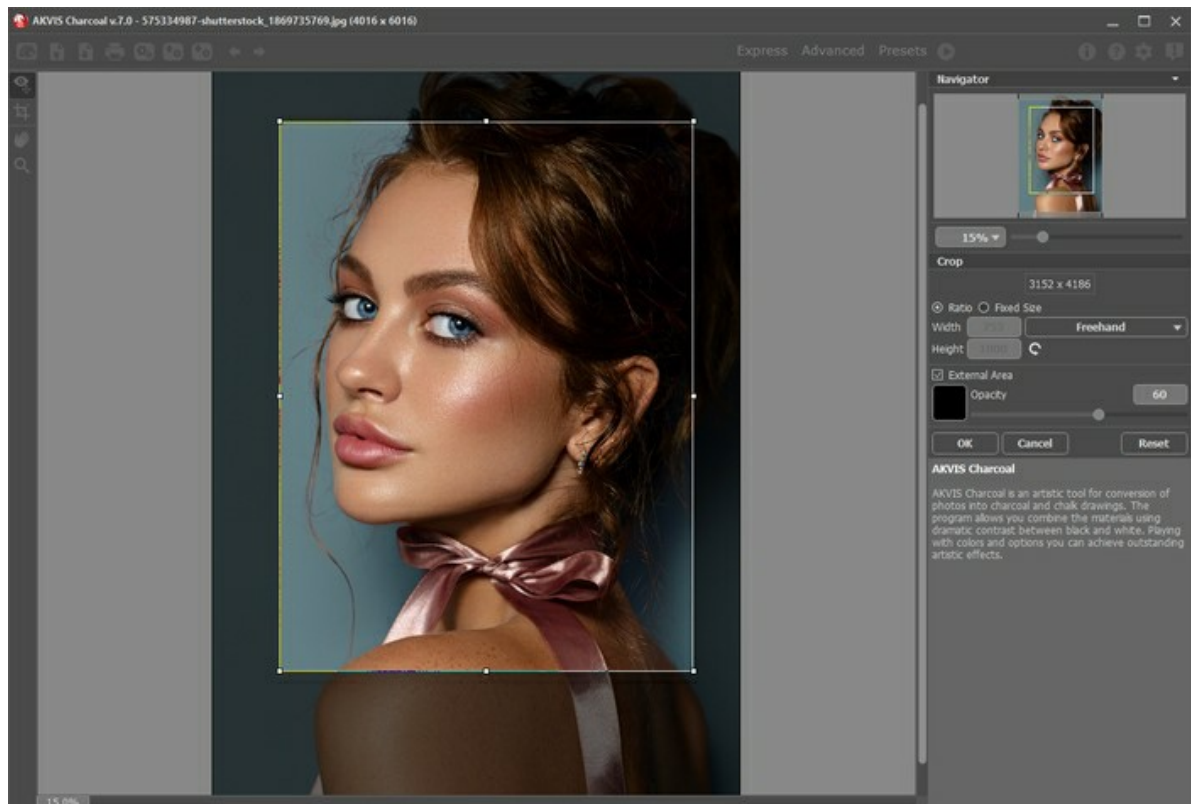 AKVIS Charcoal v.7.0 - 575334987-shutterstock_1869735769.jpg (4016 x 6016)
Express Advanced Presets
Navigator
15%
Crop
3152 x 4186
Ratio Fixed Size
Width Freehand
Height
External Area
Opacity 60
OK Cancel Reset
AKVIS Charcoal
AKVIS Charcoal is an artistic tool for conversion of
photos into charcoal and chalk drawings. The
program allows you combine the materials using
dramatic contrast between black and white. Playing
with colors and options you can achieve outstanding
artistic effects.
15.0%